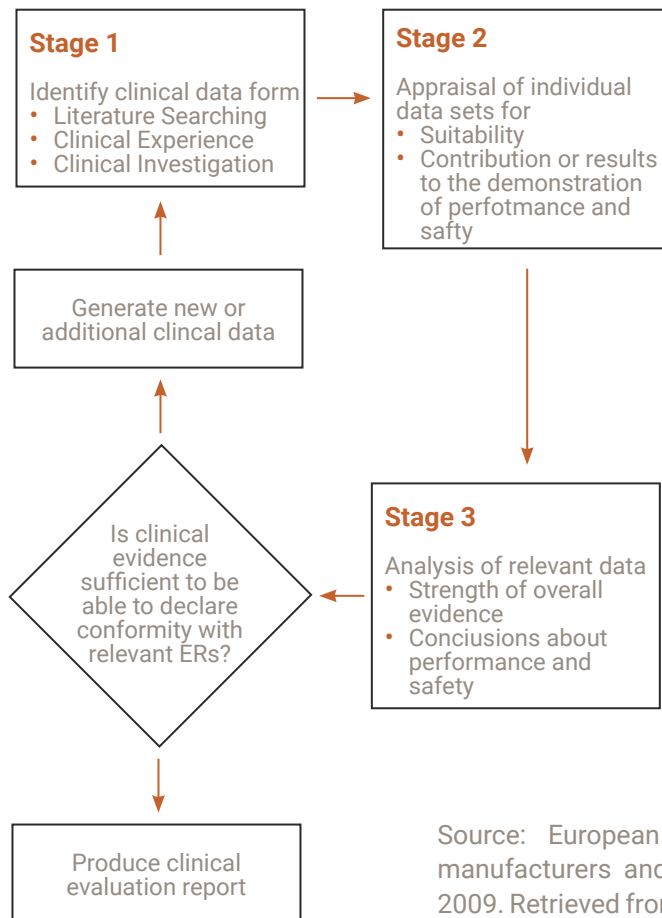 Stage 1
Identify clinical data form
• Literature Searching
• Clinical Experience
• Clinical Investigation
Stage 2
Appraisal of individual
data sets for
• Suitability
• Contribution or results
to the demonstration
of perfotmance and
safty
Generate new or
additional clincal data
Is clinical
evidence
sufficient to be
able to declare
conformity with
relevant ERs?
Stage 3
Analysis of relevant data
• Strength of overall
evidence
• Conciusions about
performance and
safety
Produce clinical
evaluation report
Source: European
manufacturers and
2009. Retrieved from